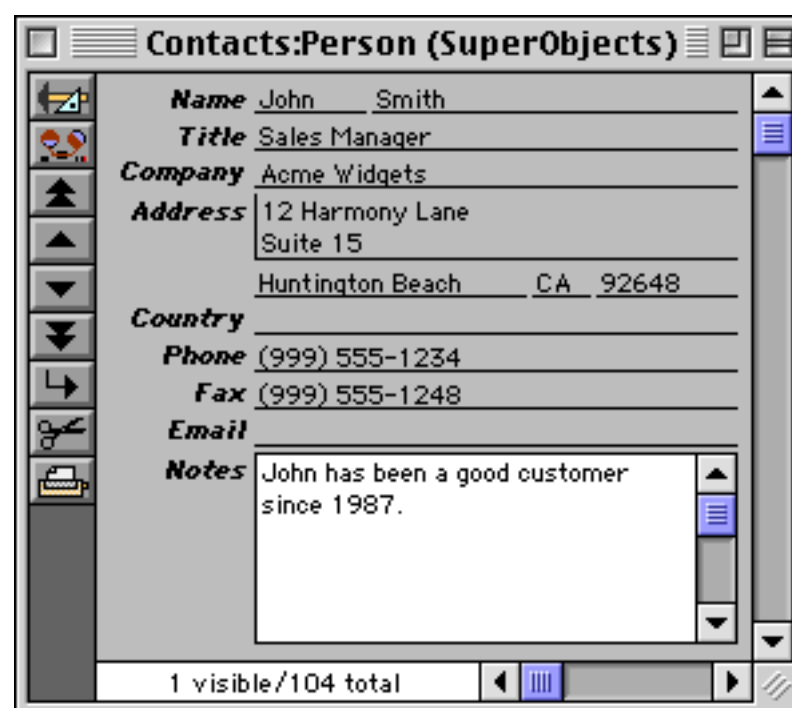 Contacts:Person (SuperObjects)
Name John Smith
Title Sales Manager
Company Acme Widgets
Address 12 Harmony Lane
Suite 15
Huntington Beach CA 92648
Country
Phone (999) 555-1234
Fax (999) 555-1248
Email
Notes John has been a good customer
since 1987.
1 visible/104 total